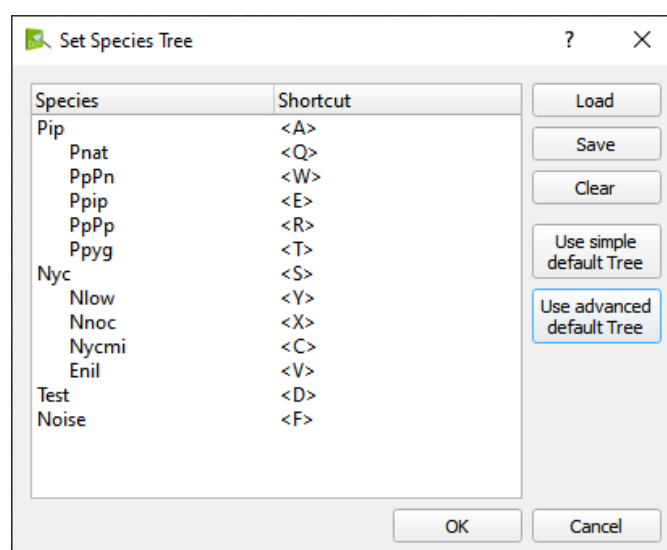 Set Species Tree
?
Species Shortcut
Pip <A>
Pnat <Q>
PpPn <W>
Ppip <E>
PpPp <R>
Ppyg <T>
Nyc <S>
Nlow <Y>
Nnoc <X>
Nycmi <C>
Enil <V>
Test <D>
Noise <F>
Load
Save
Clear
Use simple
default Tree
Use advanced
default Tree
OK Cancel